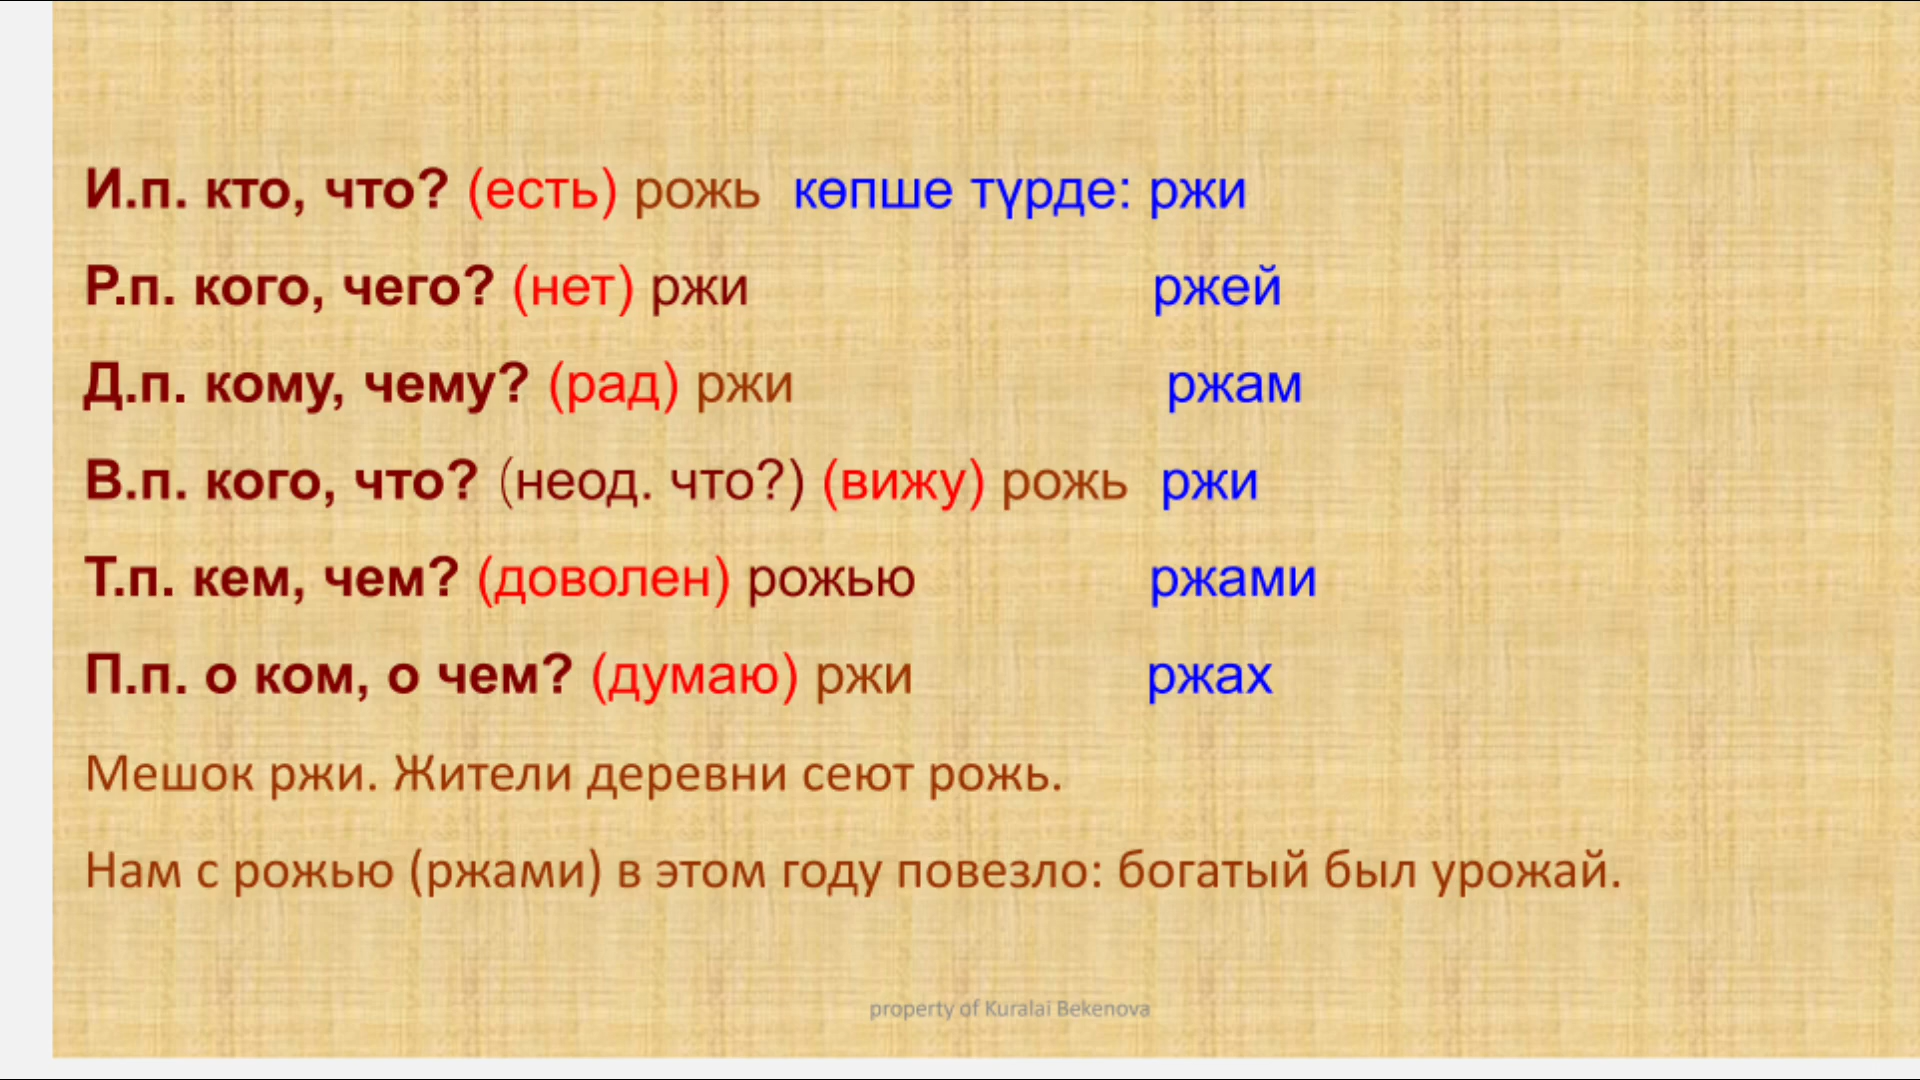 И.п. кто, что? (есть) рожь көпше түрде: ржи
Р.п. кого, чего? (нет) ржи ржей
Д.п. кому, чему? (рад) ржи ржам
В.п. кого, что? (неод. что?) (вижу) рожь ржи
Т.п. кем, чем? (доволен) рожью ржами
П.п. о ком, о чем? (думаю) ржи ржах
Мешок ржи. Жители деревни сеют рожь.
Нам с рожью (ржами) в этом году повезло: богатый был урожай.
property of Kuralai Bekenova